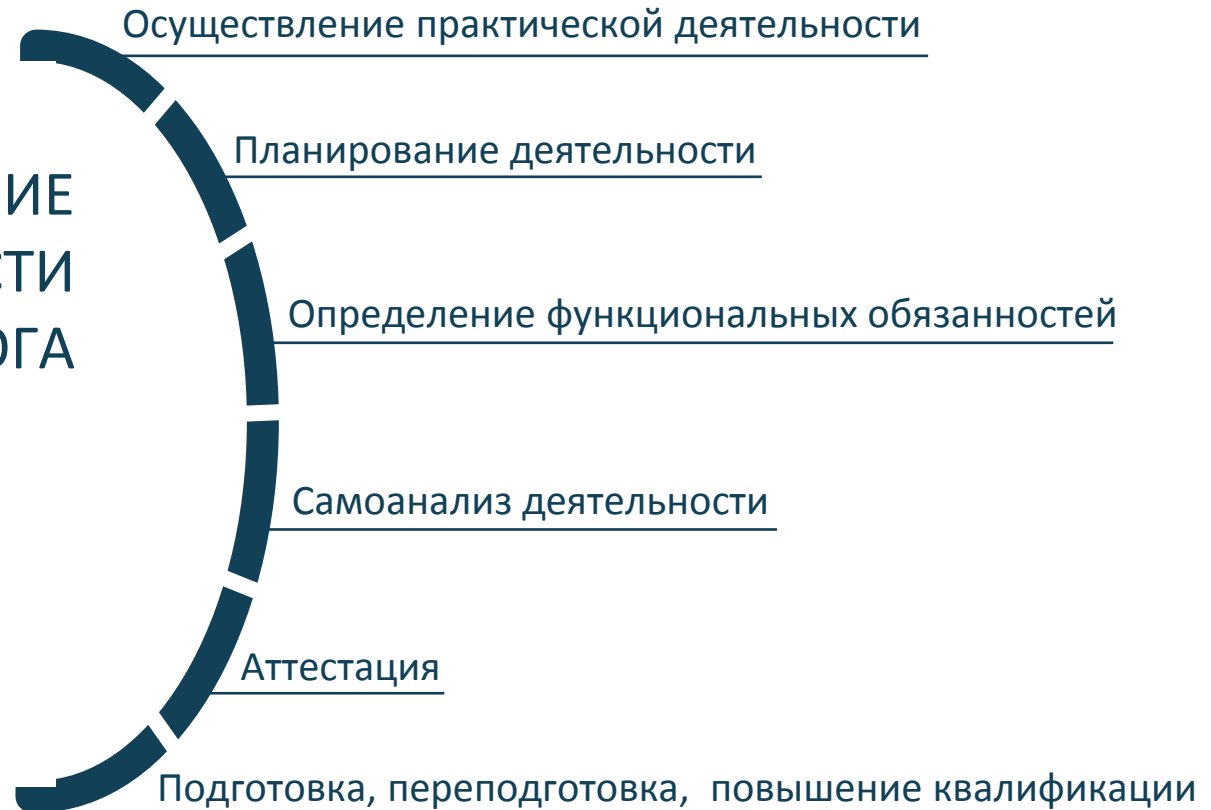 Осуществление практической деятельности
Планирование деятельности
ИЕ
СТИ
ОГА
Определение функциональных обязанностей
Самоанализ деятельности
Аттестация
Подготовка, переподготовка, повышение квалификации